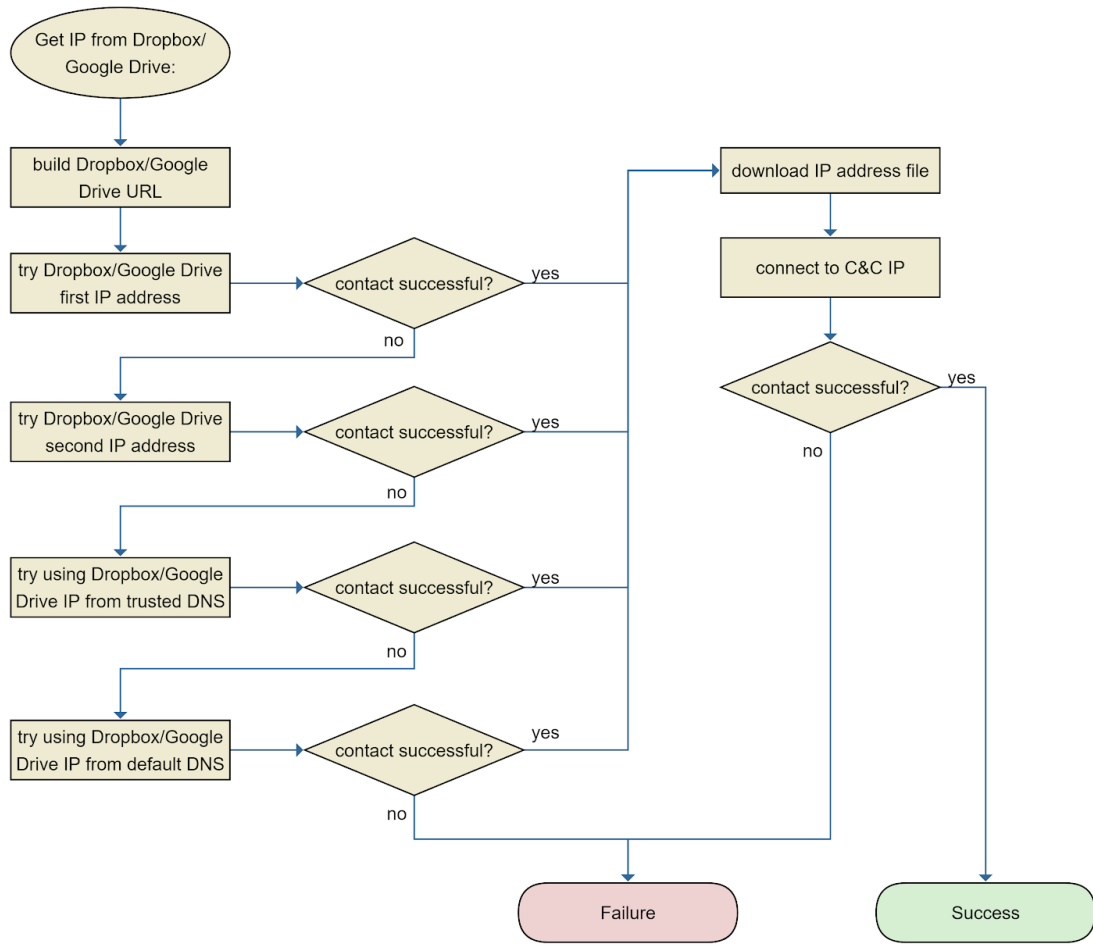 Get IP from Dropbox/
Google Drive:
build Dropbox/Google
Drive URL
try Dropbox/Google Drive
first IP address
contact successful?
yes
no
try Dropbox/Google Drive
second IP address
contact successful?
yes
no
try using Dropbox/Google
Drive IP from trusted DNS
contact successful?
yes
no
try using Dropbox/Google
Drive IP from default DNS
contact successful?
yes
no
download IP address file
connect to C&C IP
contact successful?
yes
no
Failure
Success